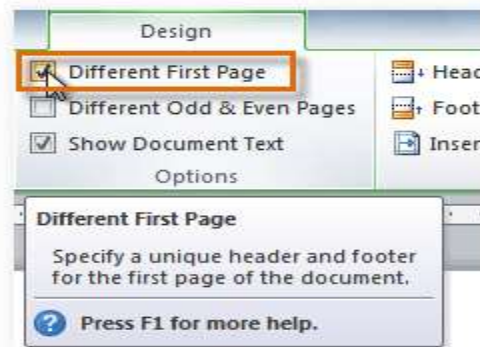 Design
Different First Page
Different Odd & Even Pages
Show Document Text
Options
Different First Page
Specify a unique header and footer
for the first page of the document.
Press F1 for more help.